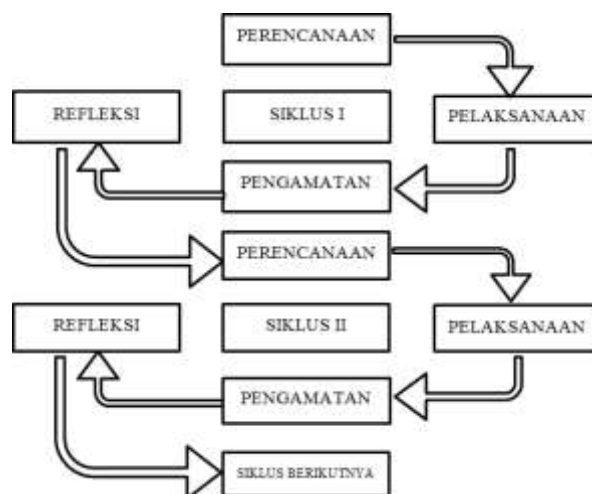 PERENCANAAN
REFLEKSI
SIKLUS I
PELAKSANAAN
PENGAMATAN
PERENCANAAN
REFLEKSI
SIKLUS II
PELAKSANAAN
PENGAMATAN
SIKLUS BERIKUTNYA